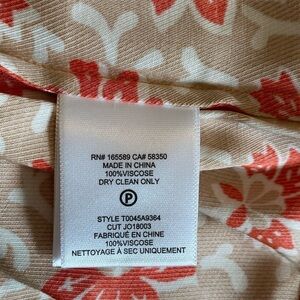 RN# 165589 CA# 58350
MADE IN CHINA
100%VISCOSE
DRY CLEAN ONLY
P
STYLE T0045A9364
CUT JO18003
FABRIQUÉ EN CHINE
100%VISCOSE
NETTOYAGE À SEC UNIQUEMENT